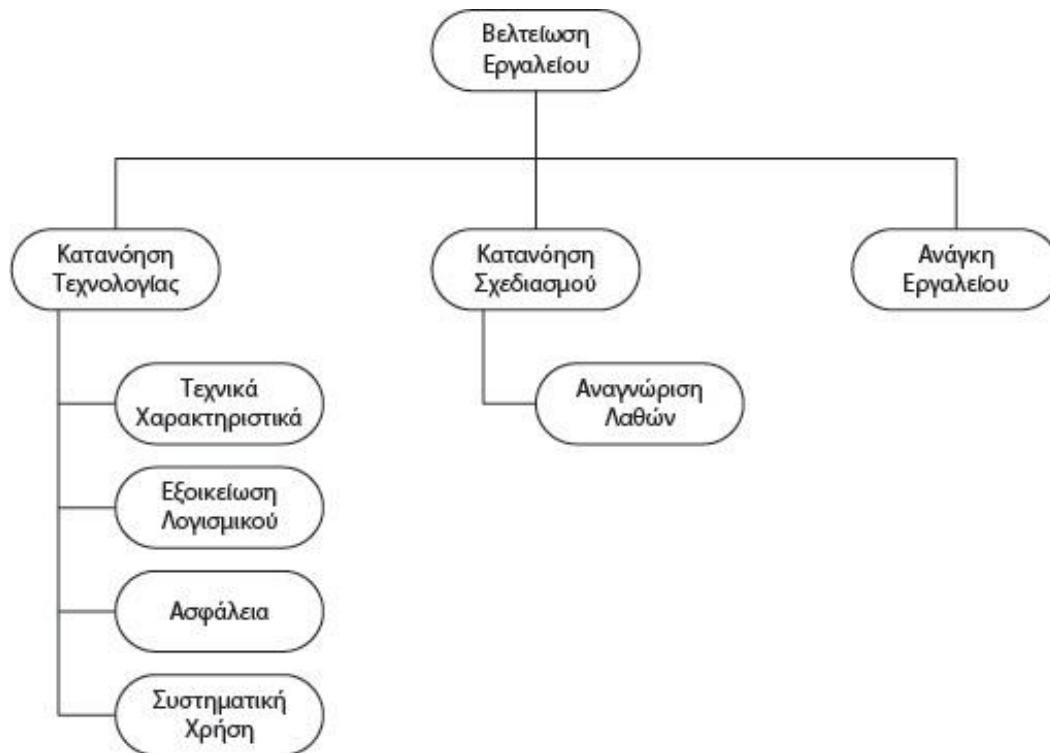 Βελτείωση
Εργαλείου
Κατανόηση
Τεχνολογίας
Κατανόηση
Σχεδιασμού
Ανάγκη
Εργαλείου
Τεχνικά
Χαρακτηριστικά
Αναγνώριση
Λαθών
Εξοικείωση
Λογισμικού
Ασφάλεια
Συστηματική
Χρήση